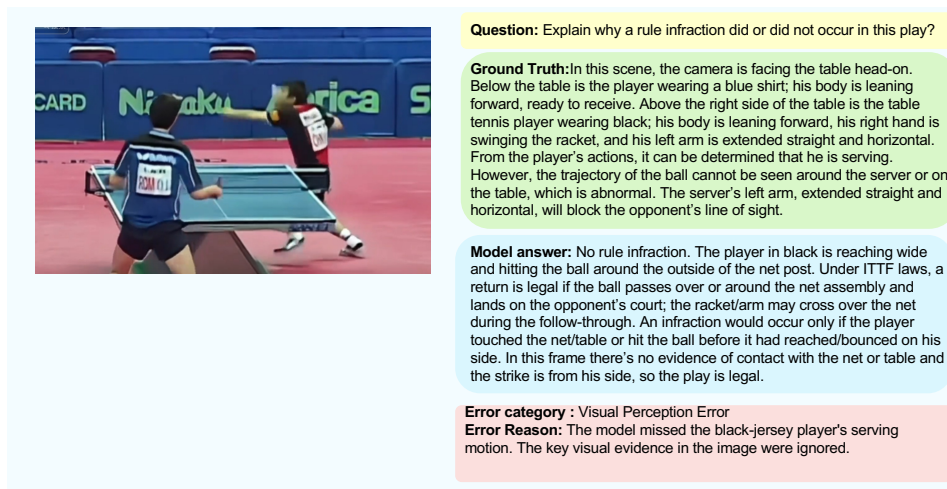 CARD
Nittaku
rica
S
Butterfly
ROM
CHN
Question: Explain why a rule infraction did or did not occur in this play?
Ground Truth:In this scene, the camera is facing the table head-on.
Below the table is the player wearing a blue shirt; his body is leaning
forward, ready to receive. Above the right side of the table is the table
tennis player wearing black; his body is leaning forward, his right hand is
swinging the racket, and his left arm is extended straight and horizontal.
From the player's actions, it can be determined that he is serving.
However, the trajectory of the ball cannot be seen around the server or on
the table, which is abnormal. The server's left arm, extended straight and
horizontal, will block the opponent's line of sight.
Model answer: No rule infraction. The player in black is reaching wide
and hitting the ball around the outside of the net post. Under ITTF laws, a
return is legal if the ball passes over or around the net assembly and
lands on the opponent's court; the racket/arm may cross over the net
during the follow-through. An infraction would occur only if the player
touched the net/table or hit the ball before it had reached/bounced on his
side. In this frame there's no evidence of contact with the net or table and
the strike is from his side, so the play is legal.
Error category : Visual Perception Error
Error Reason: The model missed the black-jersey player's serving
motion. The key visual evidence in the image were ignored.